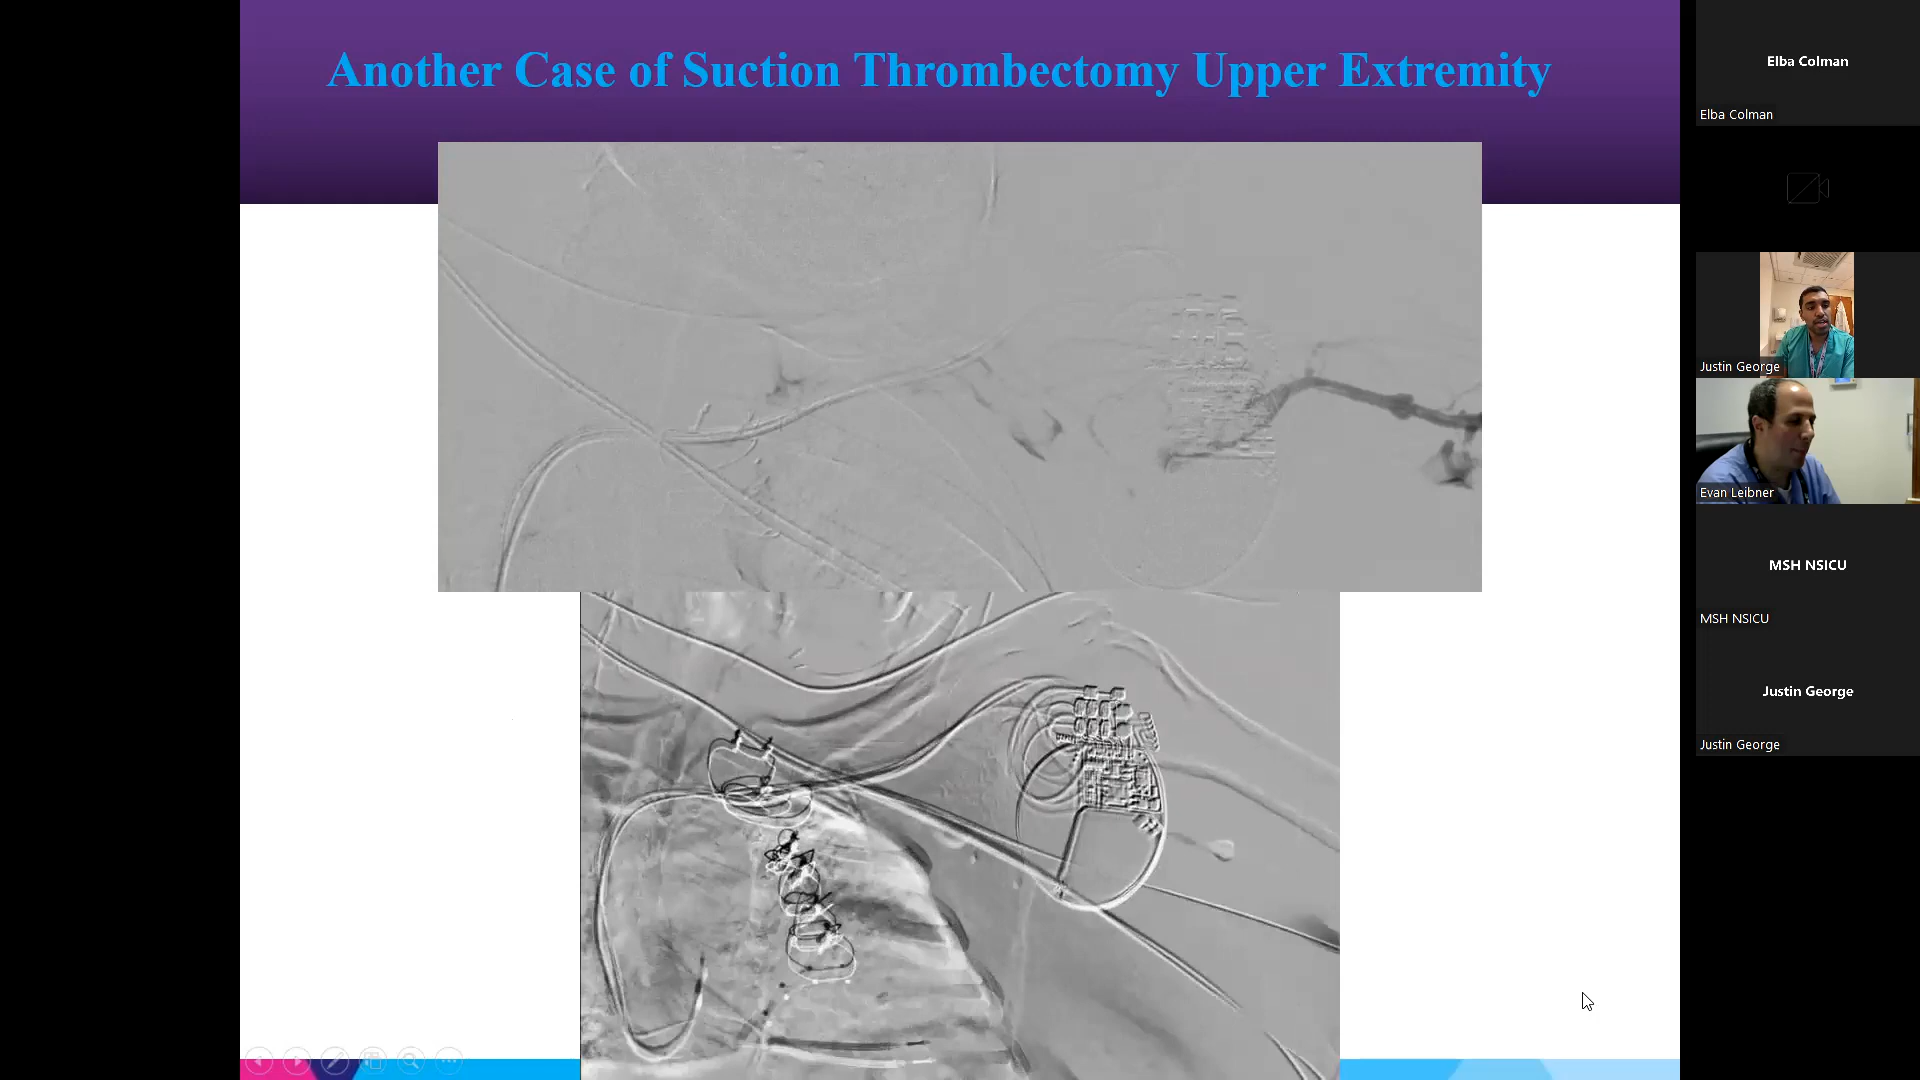 Another Case of Suction Thrombectomy Upper Extremity
Elba Colman
Elba Colman
Justin George
Evan Leibner
MSH NSICU
MSH NSICU
Justin George
Justin George